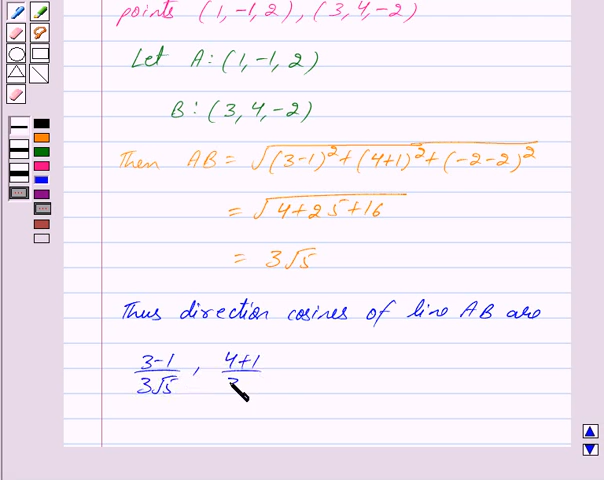 points (1,-1,2), (3,4,-2)
Let A: (1,-1,2)
B: (3,4,-2)
Then AB = √(3-1)²+(4+1)²+(-2-2)²
= √4+25+16
= 3√5
Thus direction cosines of line AB are
3-1/3√5, 4+1/3